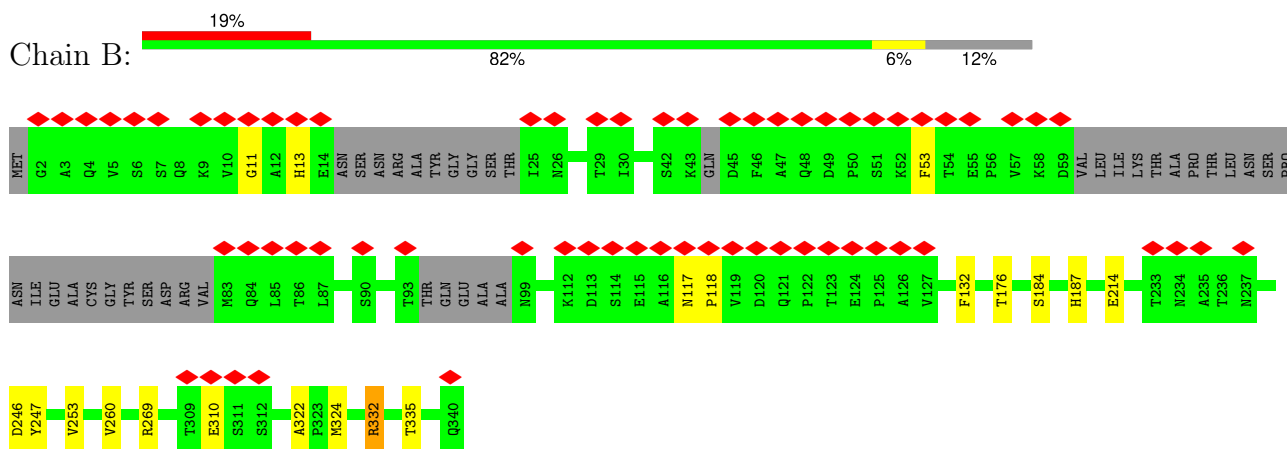 19%
Chain B:
82% 6% 12%
MET G2 A3 Q4 V5 S6 S7 Q8 K9 V10 G11 A12 H13 E14 ASN SER ASN ARG ALA TYR GLY GLY SER THR I25 N26 T29 I30 S42 K43 GLN D45 F46 A47 Q48 D49 P50 S51 K52 F53 T54 E55 P56 V57 K58 D59 VAL LEU ILE LYS THR ALA PRO THR LEU ASN SER PRO
ASN ILE GLU ALA CYS GLY TYR SER ASP ARG VAL M83 Q84 L85 T86 L87 S90 T93 THR GLN GLU ALA ALA N99 K112 D113 S114 E115 A116 N117 P118 V119 D120 Q121 P122 T123 E124 P125 A126 V127 F132 T176 S184 H187 E214 T233 N234 A235 T236 N237
D246 Y247 V253 V260 R269 T309 E310 S311 S312 A322 P323 M324 R332 T335 Q340